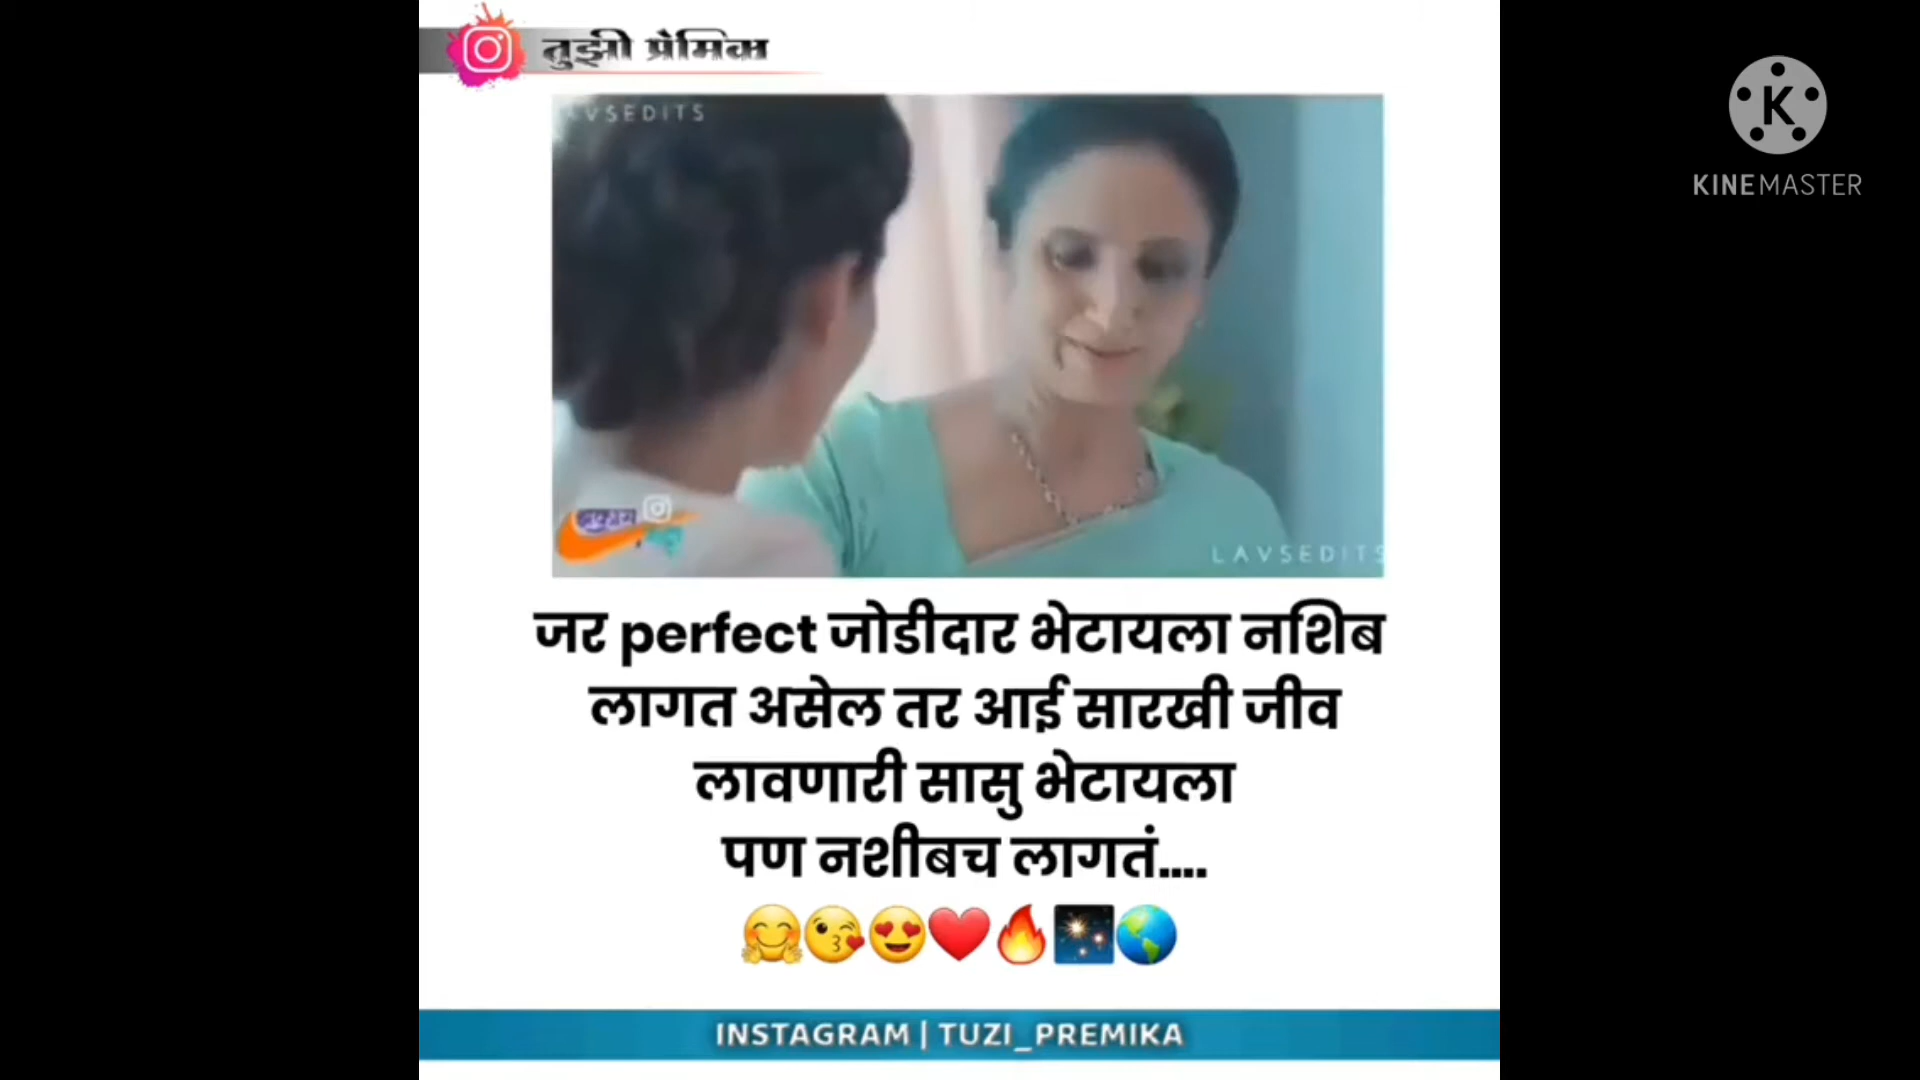 तुझी प्रेमिका
KINEMASTER
LAVSEDITS
LAVSEDITS
जर perfect जोडीदार भेटायला नशिब
लागत असेल तर आई सारखी जीव
लावणारी सासु भेटायला
पण नशीबच लागतं....
INSTAGRAM | TUZI_PREMIKA